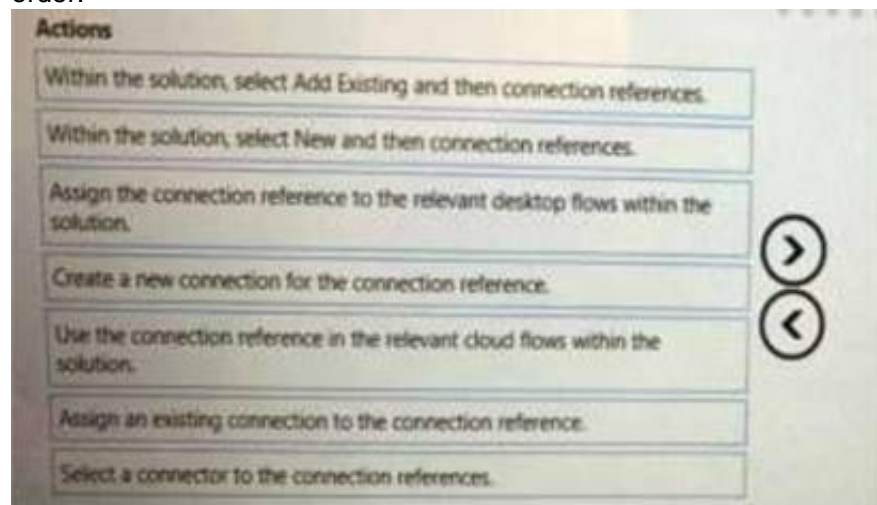 Actions
Within the solution, select Add Existing and then connection references.
Within the solution, select New and then connection references.
Assign the connection reference to the relevant desktop flows within the
solution.
Create a new connection for the connection reference.
Use the connection reference in the relevant cloud flows within the
solution.
Assign an existing connection to the connection reference.
Select a connector to the connection references.